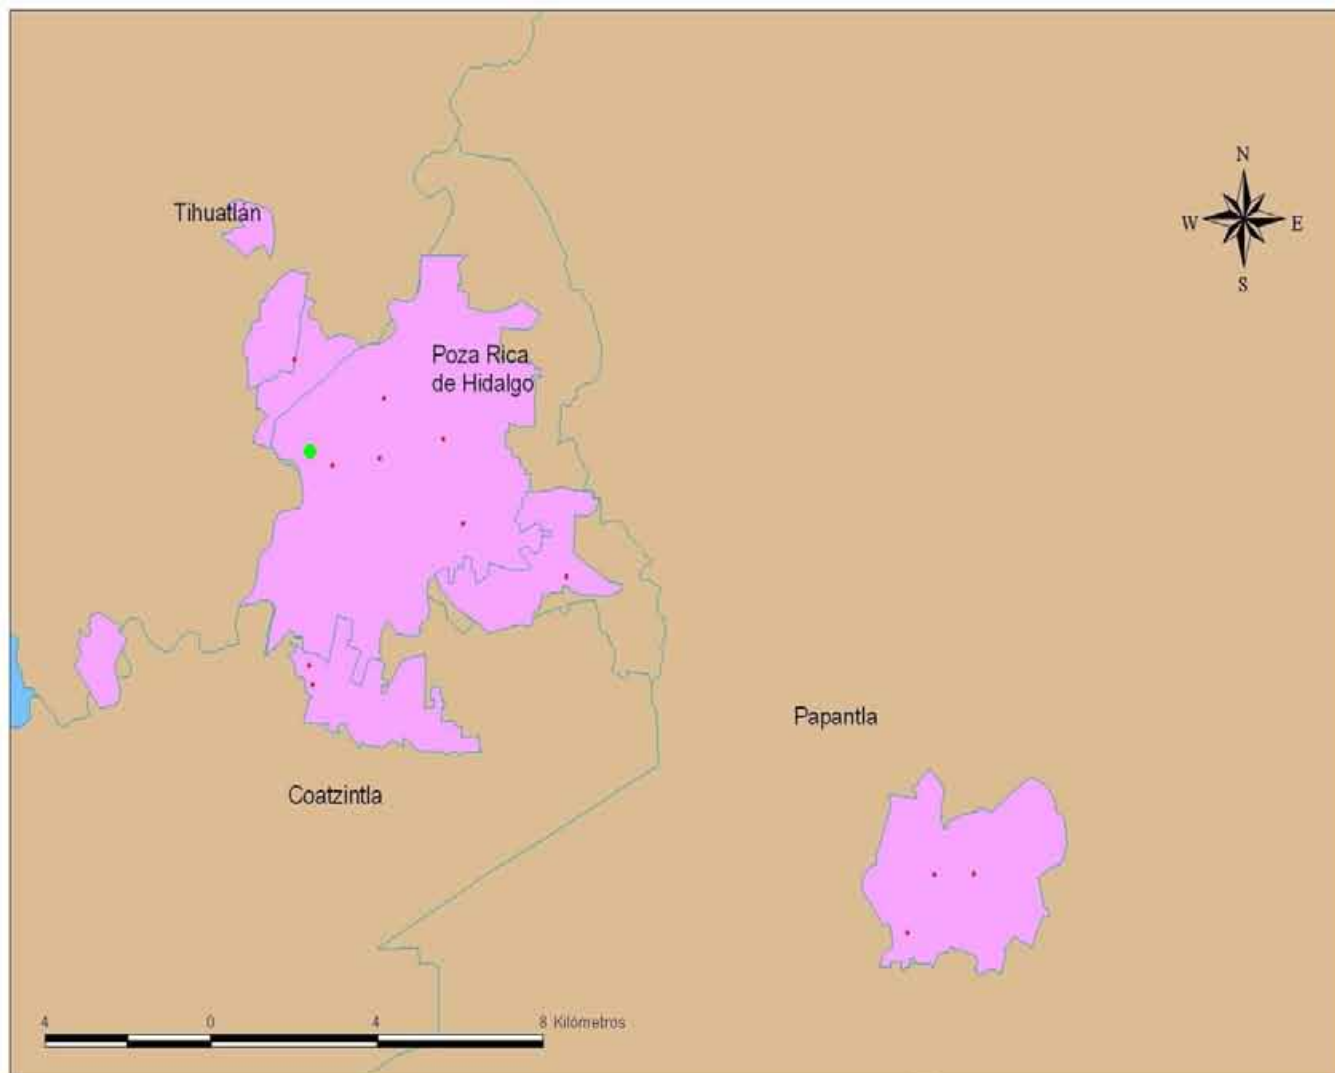 N
W E
S
Tihuatlán
Poza Rica
de Hidalgo
Papantla
Coatzintla
4 0 4 8 Kilómetros